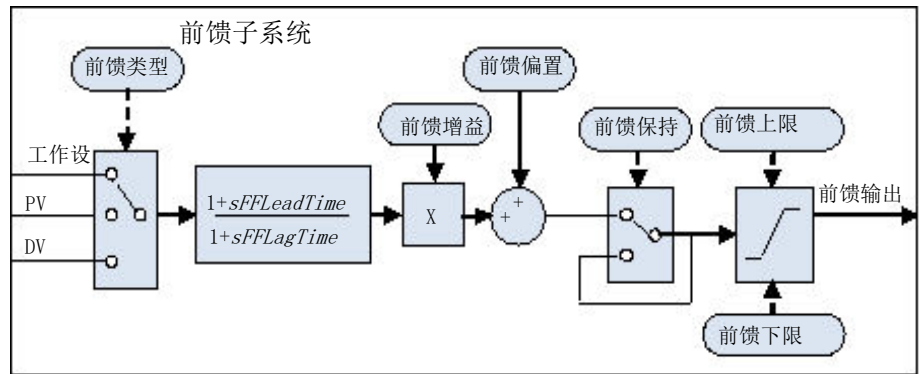 前馈子系统
前馈类型
前馈偏置
前馈增益
前馈保持
前馈上限
工作设
PV
DV
1+sFFLeadTime
1+sFFLagTime
X
+
+
前馈输出
前馈下限